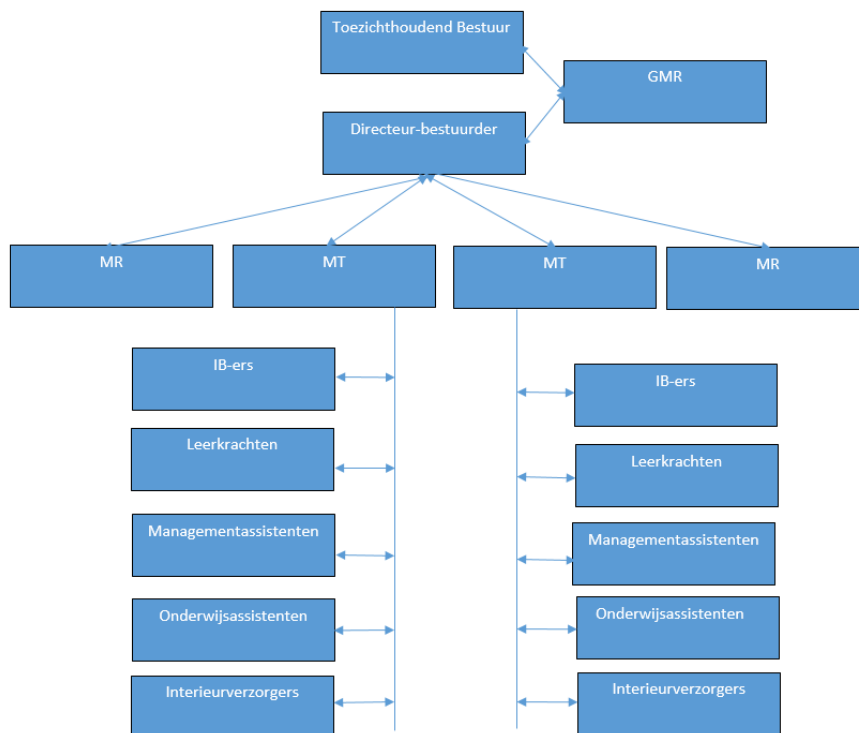 Toezichthoudend Bestuur
GMR
Directeur-bestuurder
MR
MT
MT
MR
IB-ers
IB-ers
Leerkrachten
Leerkrachten
Managementassistenten
Managementassistenten
Onderwijsassistenten
Onderwijsassistenten
Interieurverzorgers
Interieurverzorgers